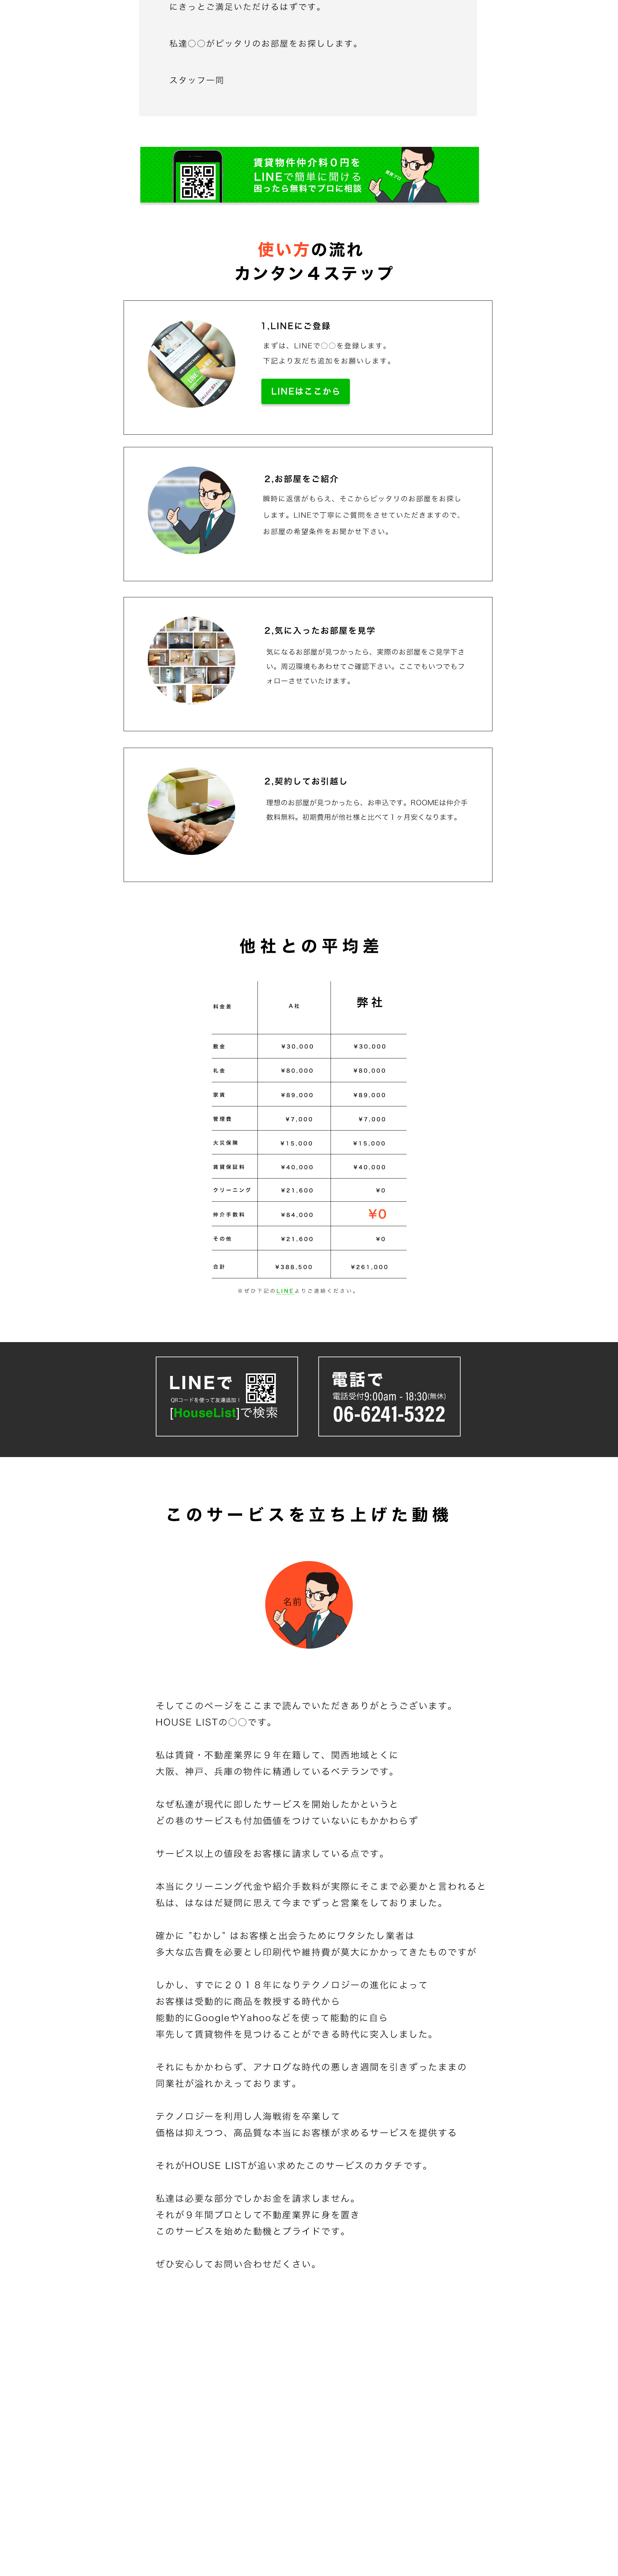 にきっとご満足いただけるはずです。
私達〇〇がピッタリのお部屋をお探しします。
スタッフ一同
賃貸物件仲介料０円を
LINEで簡単に聞ける
困ったら無料でプロに相談
賃貸プロ
使い方の流れ
カンタン４ステップ
1,LINEにご登録
まずは、LINEで〇〇を登録します。
下記より友だち追加をお願いします。
LINEはここから
2,お部屋をご紹介
瞬時に返信がもらえ、そこからピッタリのお部屋をお探し
します。LINEで丁寧にご質問をさせていただきますので、
お部屋の希望条件をお聞かせ下さい。
2,気に入ったお部屋を見学
気になるお部屋が見つかったら、実際のお部屋をご見学下さ
い。周辺環境もあわせてご確認下さい。ここでもいつでもフ
ォローさせていたけます。
2,契約してお引越し
理想のお部屋が見つかったら、お申込です。ROOMEは仲介手
数料無料。初期費用が他社様と比べて１ヶ月安くなります。
他社との平均差
料金差 A社 弊社
敷金 ¥30,000 ¥30,000
礼金 ¥80,000 ¥80,000
家賃 ¥89,000 ¥89,000
管理費 ¥7,000 ¥7,000
火災保険 ¥15,000 ¥15,000
賃貸保証料 ¥40,000 ¥40,000
クリーニング ¥21,600 ¥0
仲介手数料 ¥84,000 ¥0
その他 ¥21,600 ¥0
合計 ¥388,500 ¥261,000
※ぜひ下記のLINEよりご連絡ください。
LINEで
QRコードを使って友達追加！
[HouseList]で検索
電話で
電話受付9:00am - 18:30(無休)
06-6241-5322
このサービスを立ち上げた動機
名前
そしてこのページをここまで読んでいただきありがとうございます。
HOUSE LISTの〇〇です。
私は賃貸・不動産業界に９年在籍して、関西地域とくに
大阪、神戸、兵庫の物件に精通しているベテランです。
なぜ私達が現代に即したサービスを開始したかというと
どの巷のサービスも付加価値をつけていないにもかかわらず
サービス以上の値段をお客様に請求している点です。
本当にクリーニング代金や紹介手数料が実際にそこまで必要かと言われると
私は、はなはだ疑問に思えて今までずっと営業をしておりました。
確かに ”むかし” はお客様と出会うためにワタシたし業者は
多大な広告費を必要とし印刷代や維持費が莫大にかかってきたものですが
しかし、すでに２０１８年になりテクノロジーの進化によって
お客様は受動的に商品を教授する時代から
能動的にGoogleやYahooなどを使って能動的に自ら
率先して賃貸物件を見つけることができる時代に突入しました。
それにもかかわらず、アナログな時代の悪しき週間を引きずったままの
同業社が溢れかえっております。
テクノロジーを利用し人海戦術を卒業して
価格は抑えつつ、高品質な本当にお客様が求めるサービスを提供する
それがHOUSE LISTが追い求めたこのサービスのカタチです。
私達は必要な部分でしかお金を請求しません。
それが９年間プロとして不動産業界に身を置き
このサービスを始めた動機とプライドです。
ぜひ安心してお問い合わせだくさい。